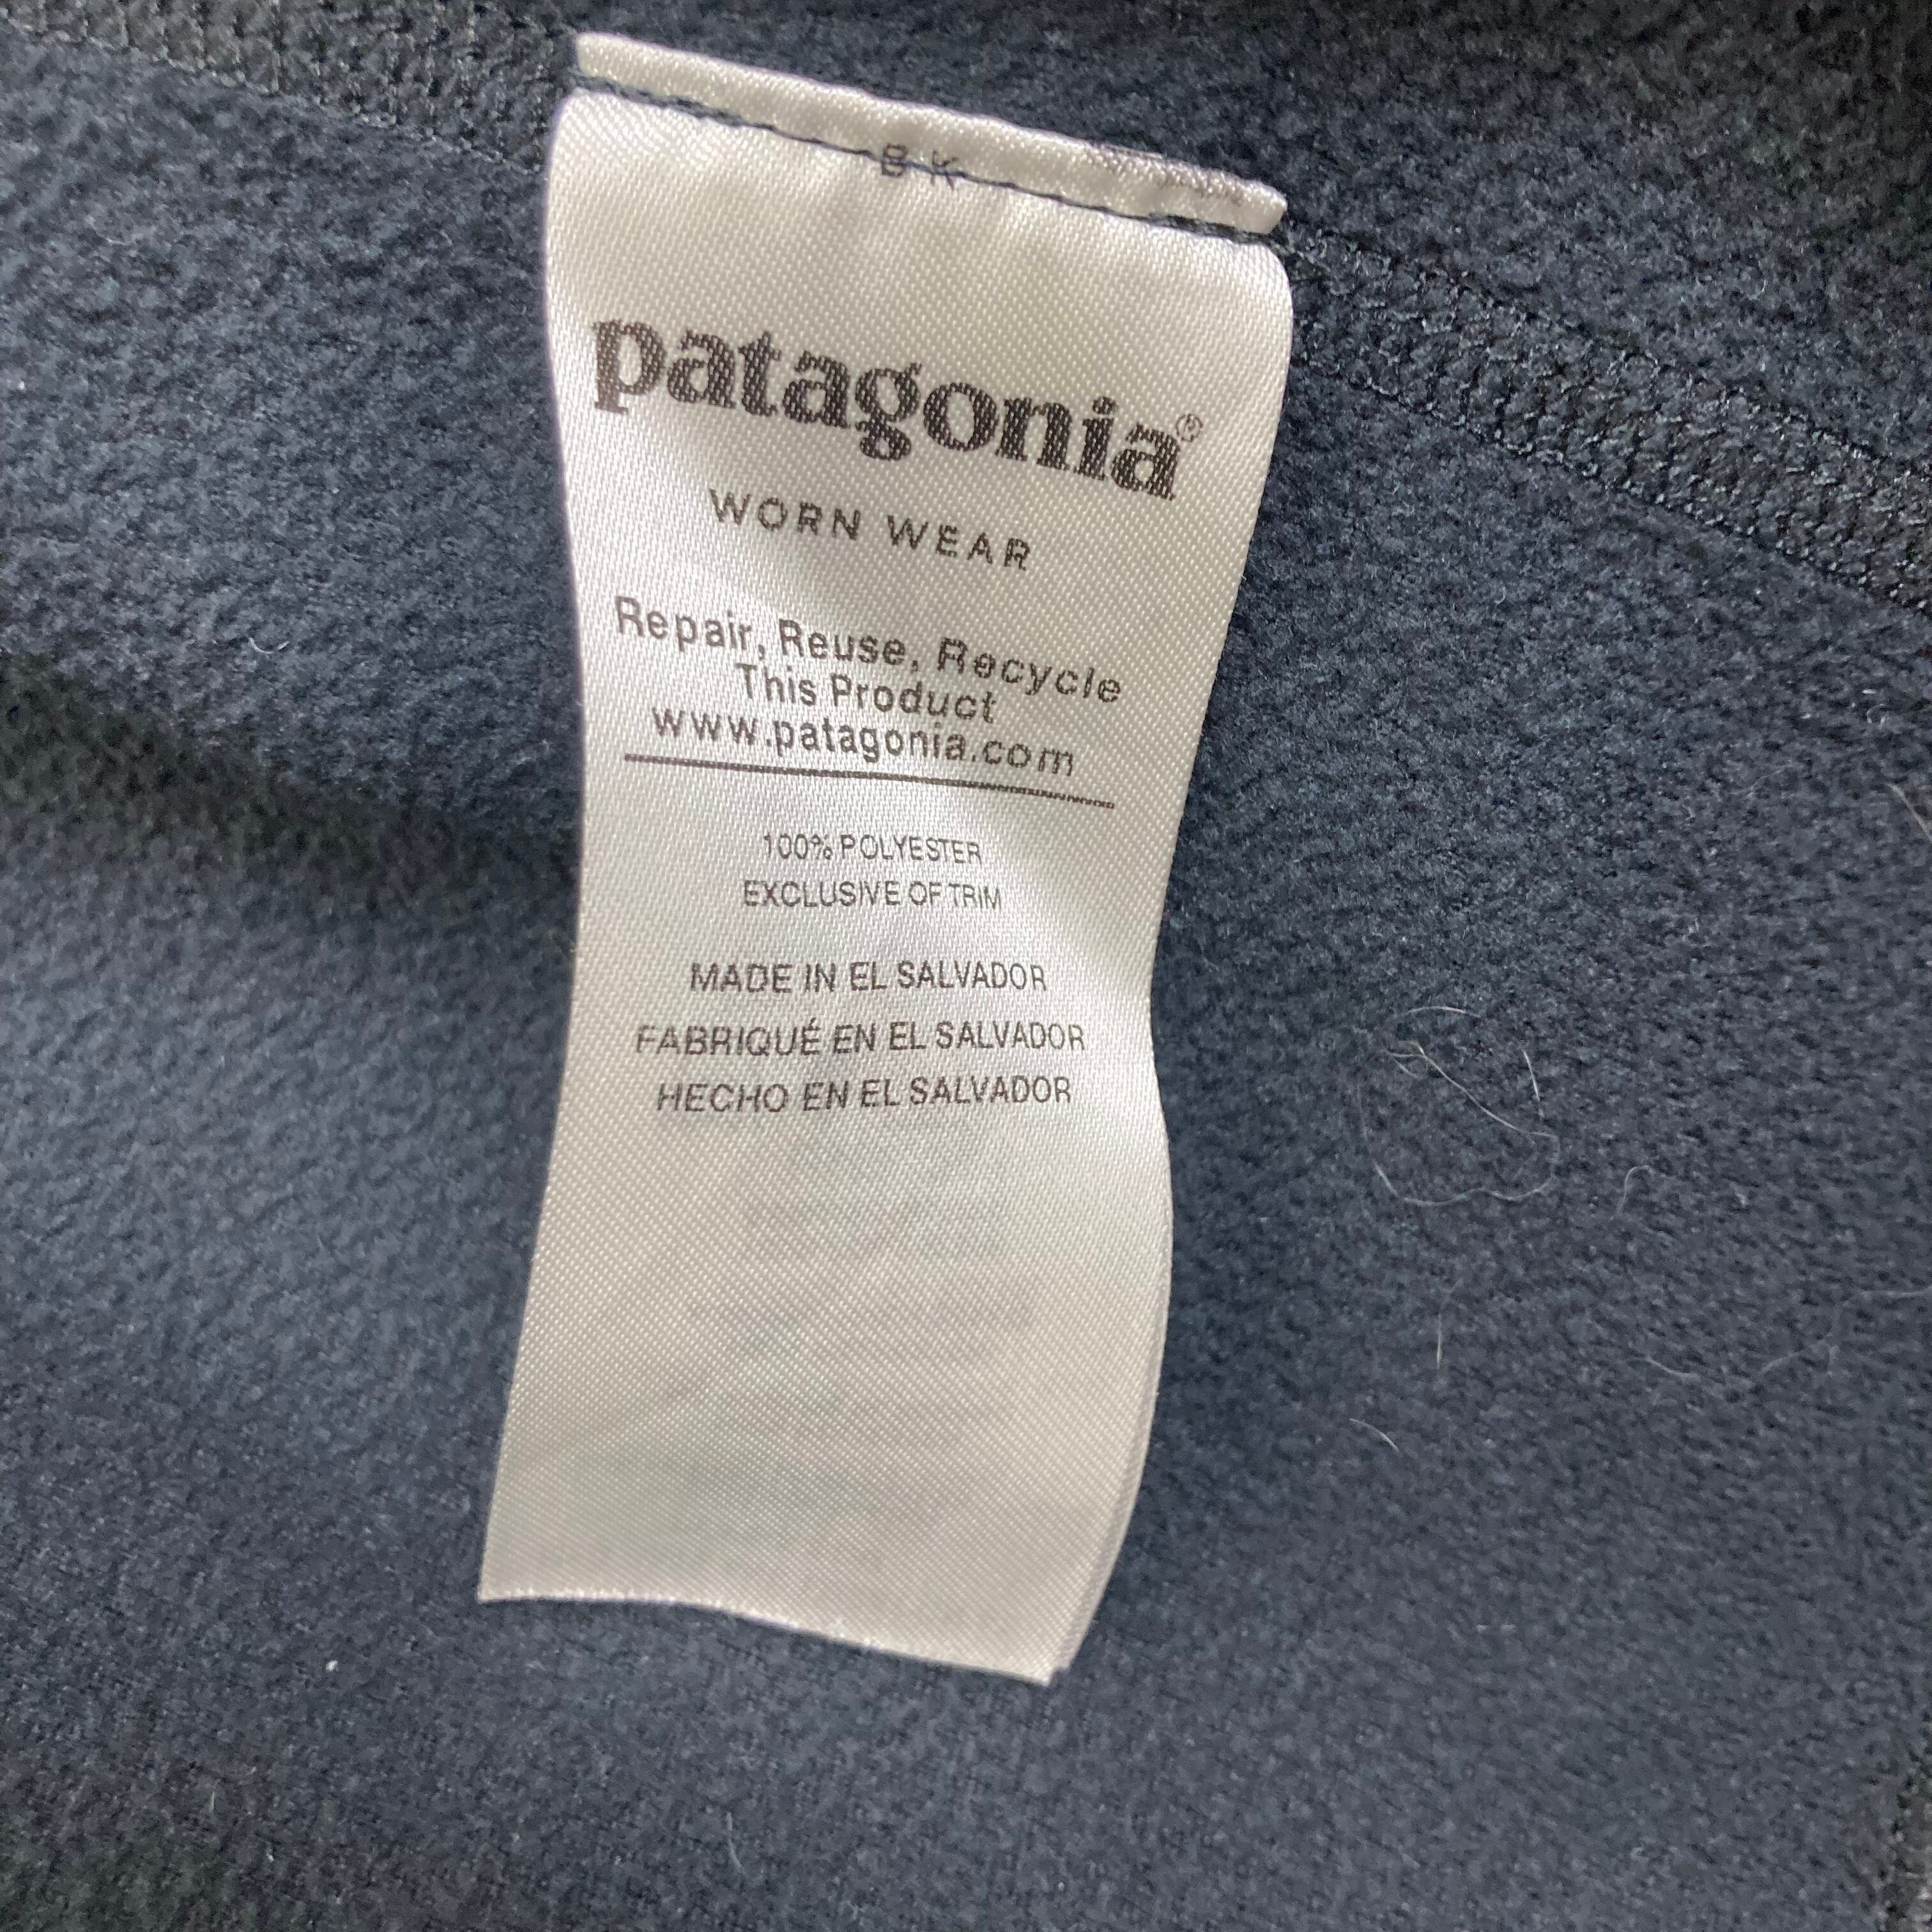 BK
patagonia®
WORN WEAR
Repair, Reuse, Recycle
This Product
www.patagonia.com
100% POLYESTER
EXCLUSIVE OF TRIM
MADE IN EL SALVADOR
FABRIQUÉ EN EL SALVADOR
HECHO EN EL SALVADOR